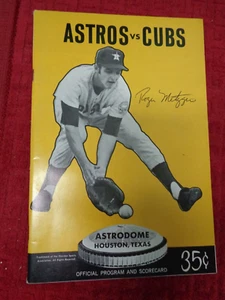 ASTROS vs CUBS
Roger Metzger
ASTRODOME
HOUSTON, TEXAS
35¢
OFFICIAL PROGRAM AND SCORECARD